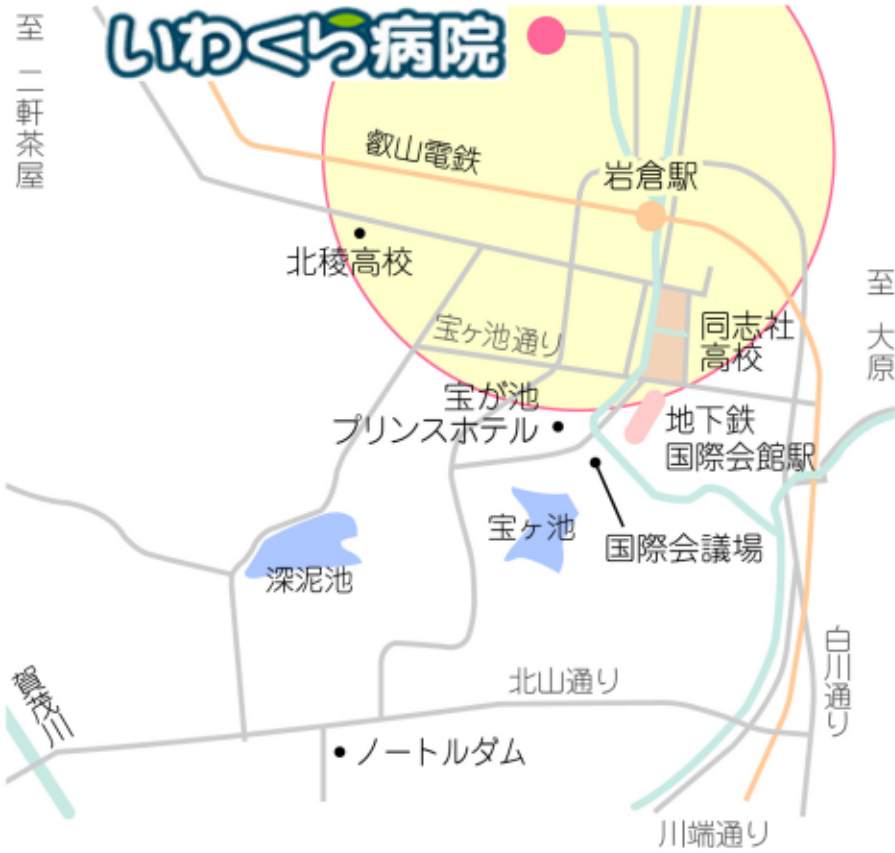 至 二軒茶屋
いわくら病院
叡山電鉄
岩倉駅
北稜高校
至 大原
宝ヶ池通り
同志社
高校
宝が池
プリンスホテル
地下鉄
国際会館駅
宝ヶ池
国際会議場
深泥池
白川通り
賀茂川
北山通り
ノートルダム
川端通り